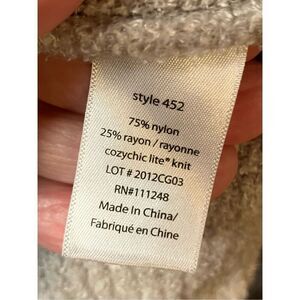 style 452
75% nylon
25% rayon / rayonne
cozychic lite® knit
LOT # 2012CG03
RN#111248
Made in China/
Fabriqué en Chine